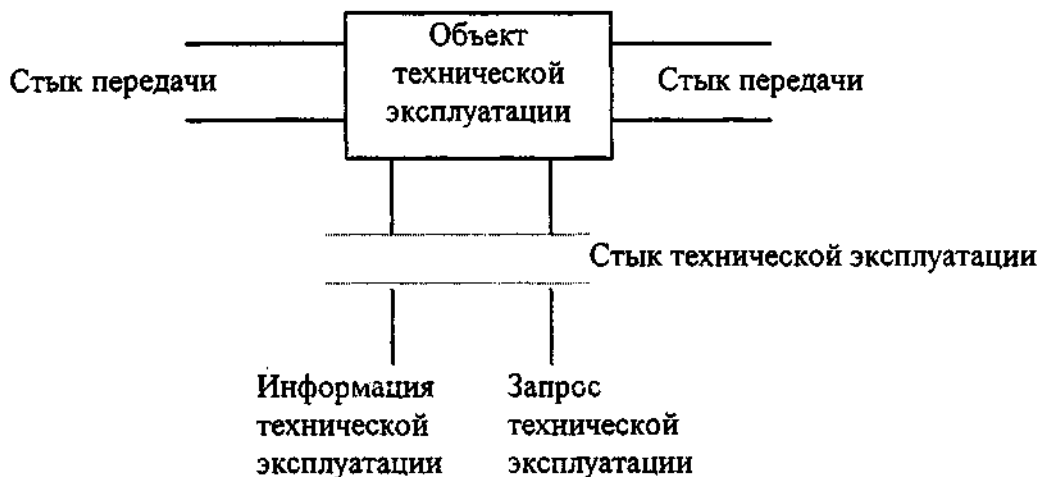 Объект
технической
эксплуатации
Стык передачи
Стык передачи
Стык технической эксплуатации
Информация
технической
эксплуатации
Запрос
технической
эксплуатации